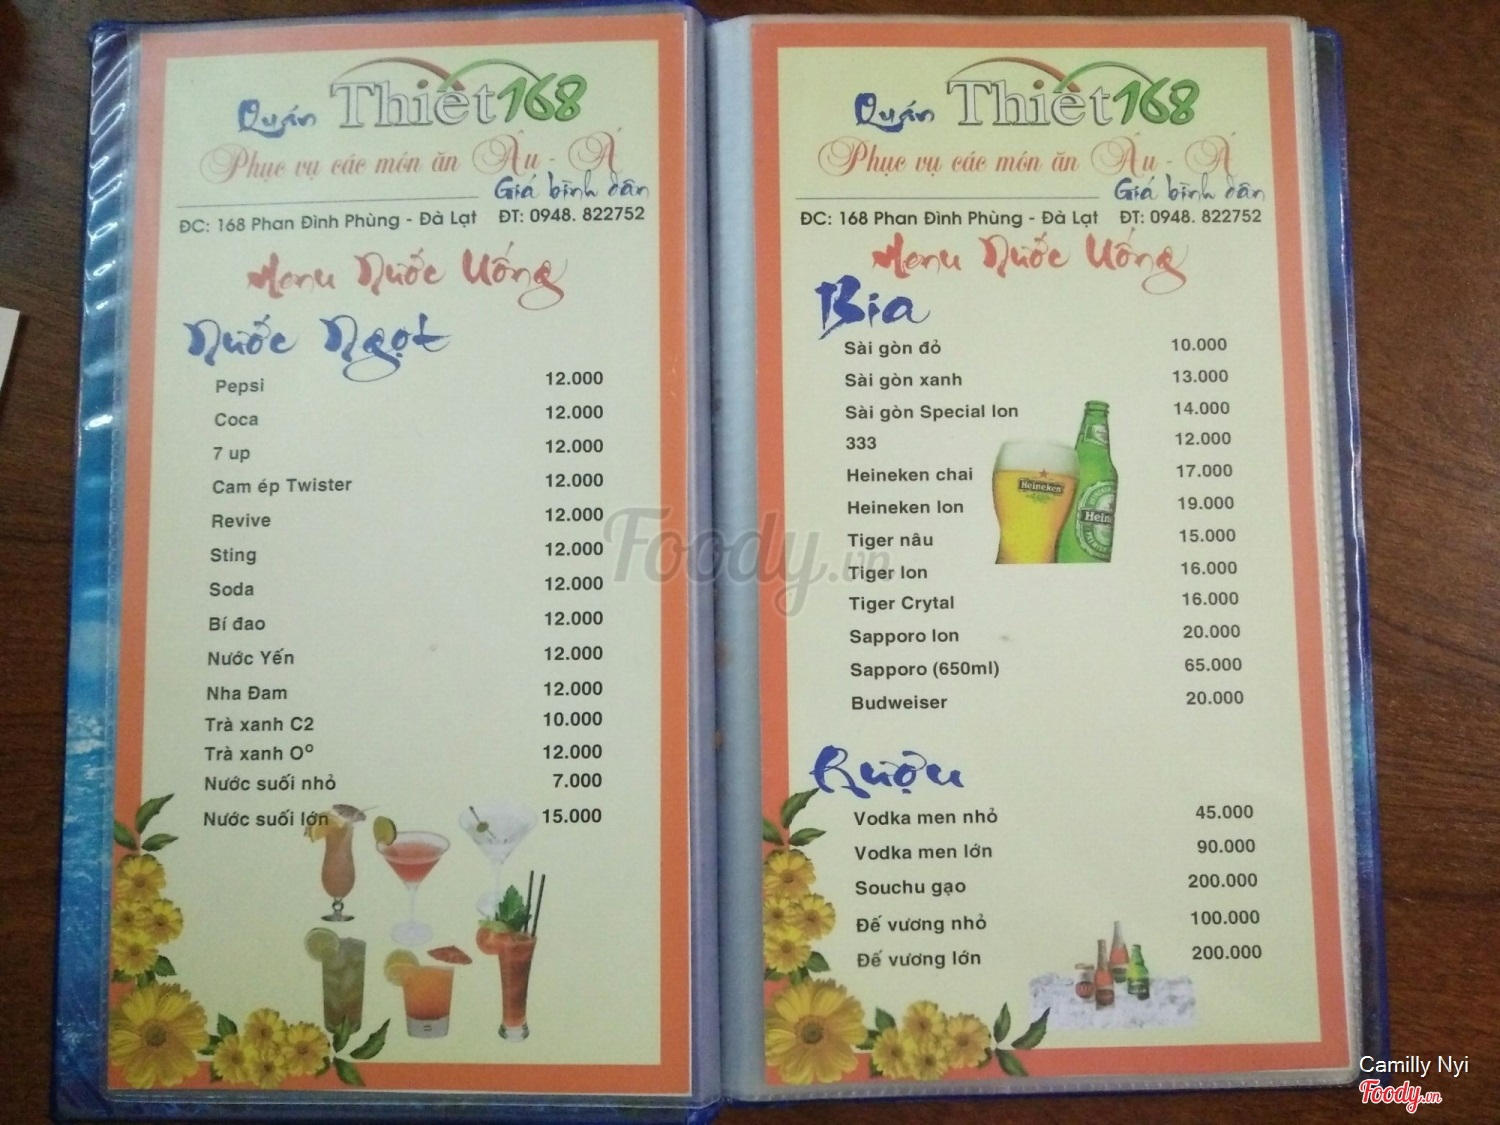 Quán Thiết 168
Phục vụ các món ăn Âu - Á
Giá bình dân
ĐC: 168 Phan Đình Phùng - Đà Lạt ĐT: 0948. 822752
Menu Nước Uống
Nước Ngọt
Pepsi 12.000
Coca 12.000
7 up 12.000
Cam ép Twister 12.000
Revive 12.000
Sting 12.000
Soda 12.000
Bí đao 12.000
Nước Yến 12.000
Nha Đam 12.000
Trà xanh C2 10.000
Trà xanh O° 12.000
Nước suối nhỏ 7.000
Nước suối lớn 15.000
Quán Thiết 168
Phục vụ các món ăn Âu - Á
Giá bình dân
ĐC: 168 Phan Đình Phùng - Đà Lạt ĐT: 0948. 822752
Menu Nước Uống
Bia
Sài gòn đỏ 10.000
Sài gòn xanh 13.000
Sài gòn Special lon 14.000
333 12.000
Heineken chai 17.000
Heineken lon 19.000
Tiger nâu 15.000
Tiger lon 16.000
Tiger Crytal 16.000
Sapporo lon 20.000
Sapporo (650ml) 65.000
Budweiser 20.000
Heineken
Rượu
Vodka men nhỏ 45.000
Vodka men lớn 90.000
Souchu gạo 200.000
Đế vương nhỏ 100.000
Đế vương lớn 200.000
Foody.vn
Camilly Nyi
Foody.vn